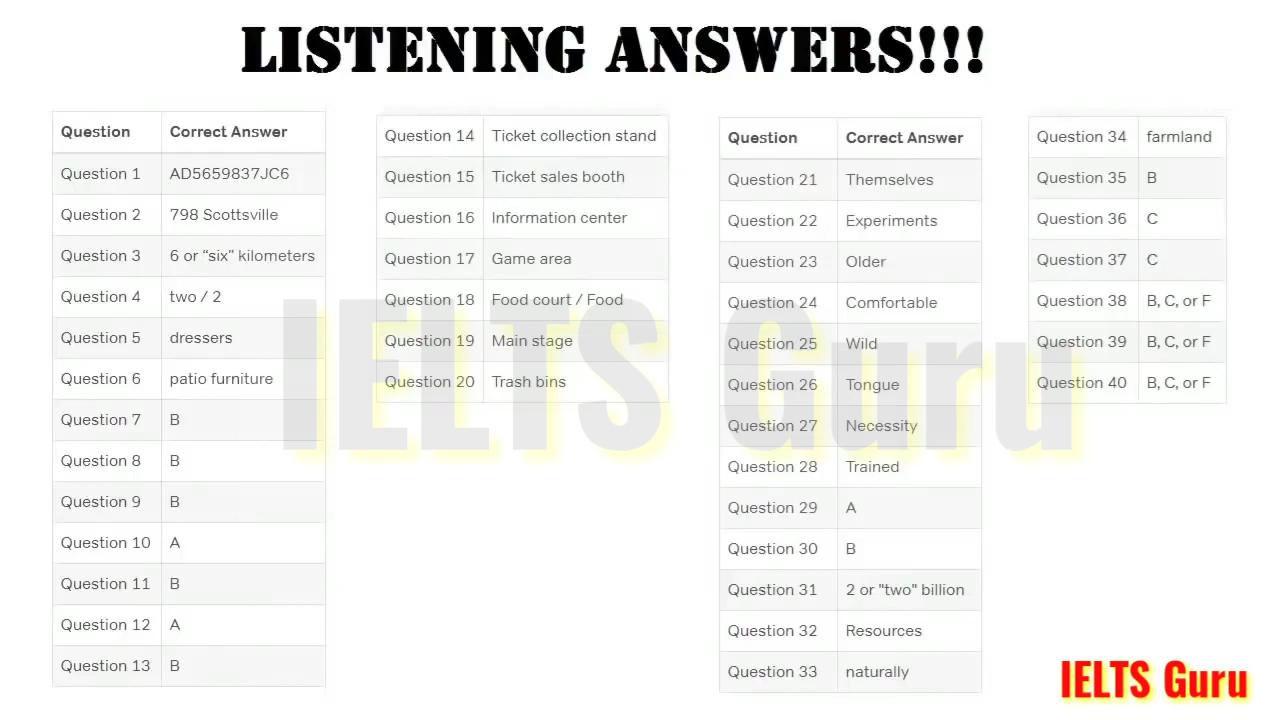 LISTENING ANSWERS!!!
Question Correct Answer
Question 1 AD5659837JC6
Question 2 798 Scottsville
Question 3 6 or “six” kilometers
Question 4 two / 2
Question 5 dressers
Question 6 patio furniture
Question 7 B
Question 8 B
Question 9 B
Question 10 A
Question 11 B
Question 12 A
Question 13 B
Question 14 Ticket collection stand
Question 15 Ticket sales booth
Question 16 Information center
Question 17 Game area
Question 18 Food court / Food
Question 19 Main stage
Question 20 Trash bins
Question Correct Answer
Question 21 Themselves
Question 22 Experiments
Question 23 Older
Question 24 Comfortable
Question 25 Wild
Question 26 Tongue
Question 27 Necessity
Question 28 Trained
Question 29 A
Question 30 B
Question 31 2 or "two" billion
Question 32 Resources
Question 33 naturally
Question 34 farmland
Question 35 B
Question 36 C
Question 37 C
Question 38 B, C, or F
Question 39 B, C, or F
Question 40 B, C, or F
IELTS Guru
IELTS Guru